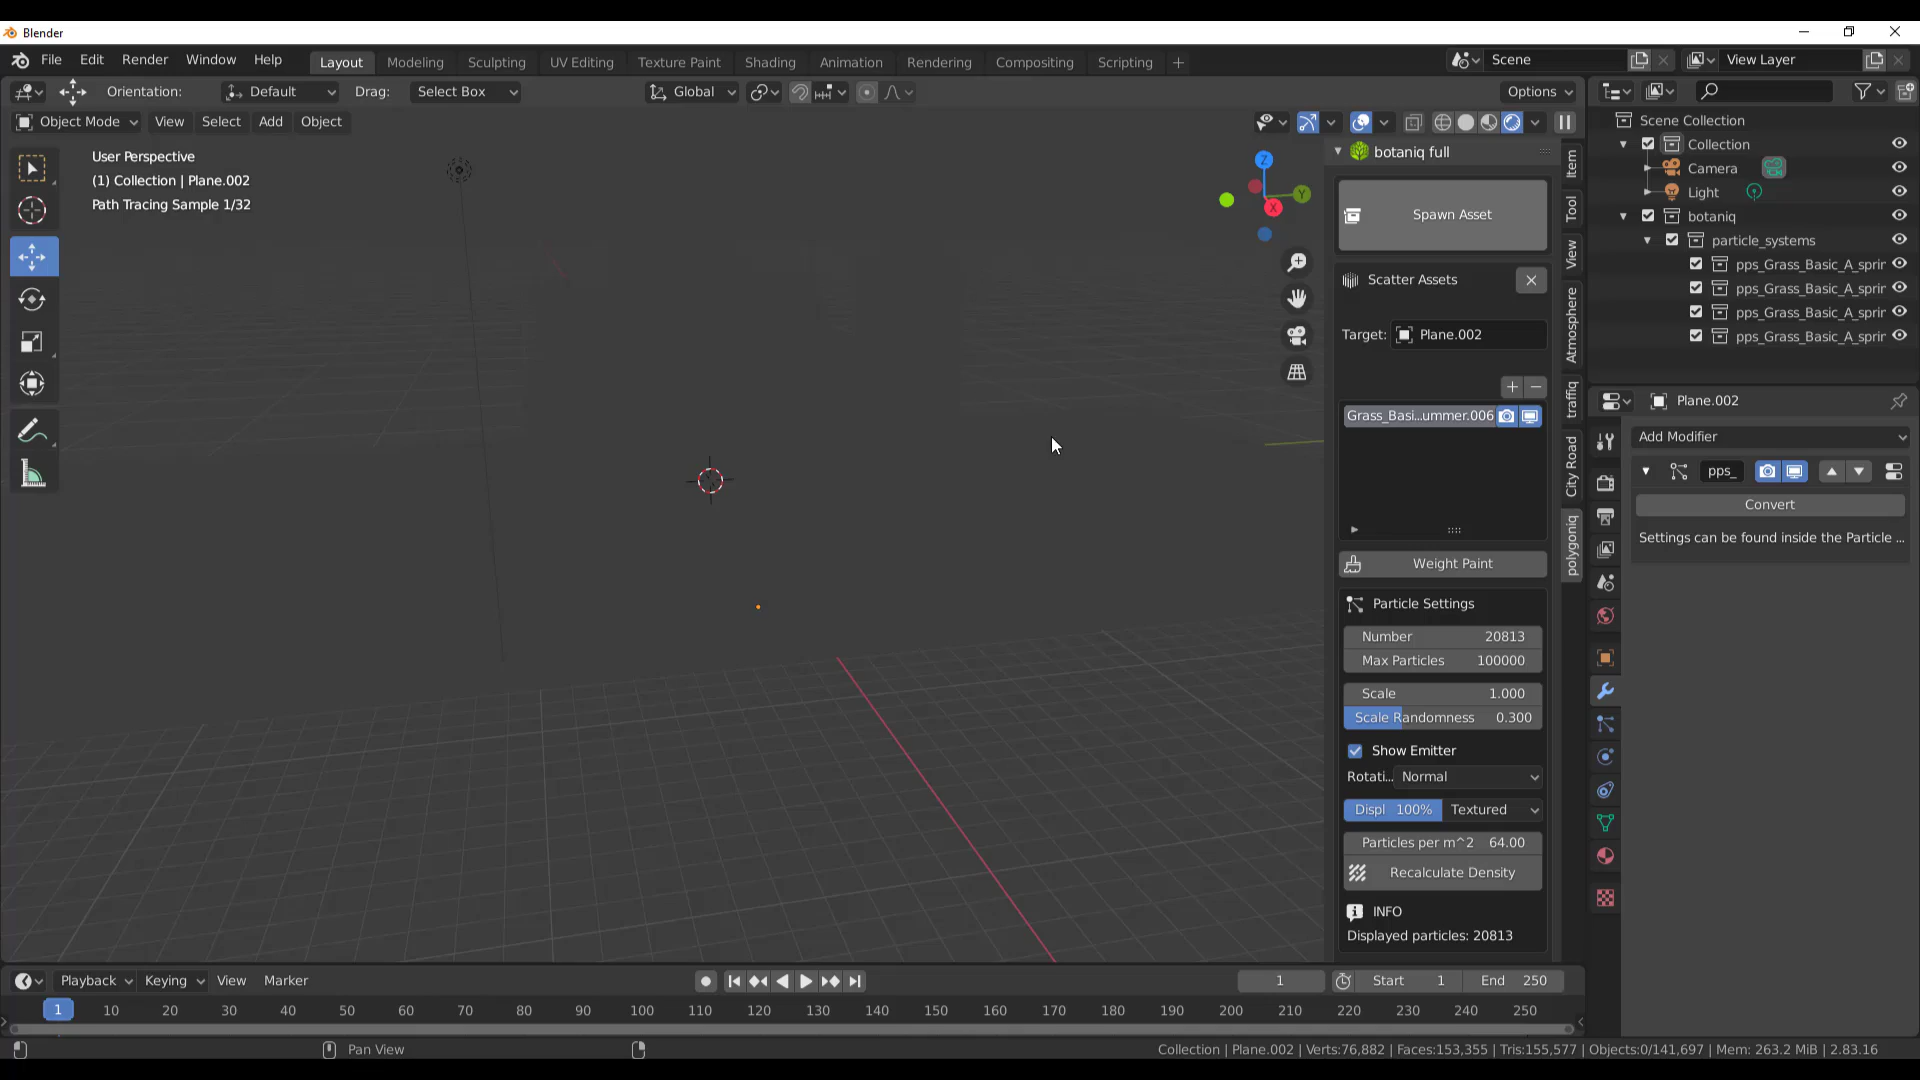 Blender
File Edit Render Window Help Layout Modeling Sculpting UV Editing Texture Paint Shading Animation Rendering Compositing Scripting + Scene View Layer
Orientation: Default Drag: Select Box Global Options
Object Mode View Select Add Object
User Perspective
(1) Collection | Plane.002
Path Tracing Sample 1/32
Z
Y
X
botaniq full
Spawn Asset
Scatter Assets
Target: Plane.002
Grass_Basi...ummer.006
Weight Paint
Particle Settings
Number 20813
Max Particles 100000
Scale 1.000
Scale Randomness 0.300
Show Emitter
Rotati... Normal
Displ 100% Textured
Particles per m^2 64.00
Recalculate Density
INFO
Displayed particles: 20813
Item
Tool
View
Atmosphere
traffiq
City Road
polygoniq
Scene Collection
Collection
Camera
Light
botaniq
particle_systems
pps_Grass_Basic_A_sprir
pps_Grass_Basic_A_sprir
pps_Grass_Basic_A_sprir
pps_Grass_Basic_A_sprir
Plane.002
Add Modifier
pps_
Convert
Settings can be found inside the Particle ...
Playback Keying View Marker 1 Start 1 End 250
1 10 20 30 40 50 60 70 80 90 100 110 120 130 140 150 160 170 180 190 200 210 220 230 240 250
Pan View Collection | Plane.002 | Verts:76,882 | Faces:153,355 | Tris:155,577 | Objects:0/141,697 | Mem: 263.2 MiB | 2.83.16